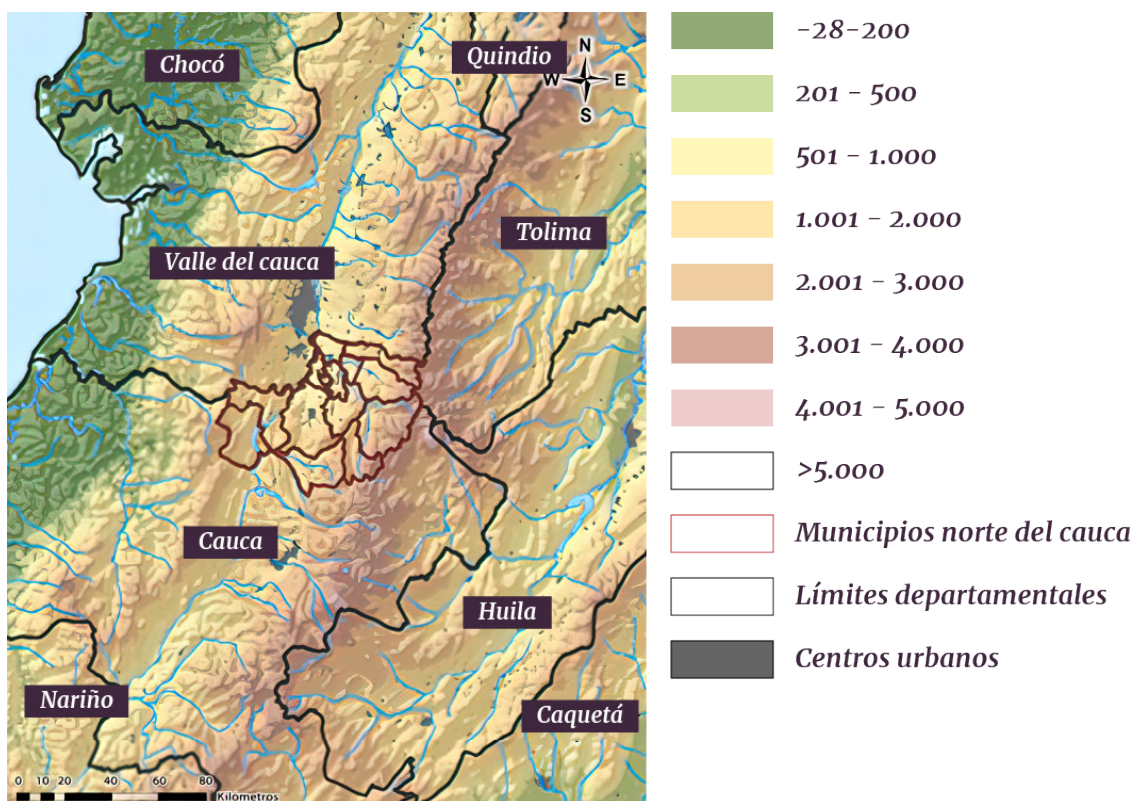 Chocó
Quindio
N
W E
S
Tolima
Valle del cauca
Cauca
Huila
Nariño
Caquetá
0 10 20 40 60 80
Kilómetros
-28-200
201 - 500
501 - 1.000
1.001 - 2.000
2.001 - 3.000
3.001 - 4.000
4.001 - 5.000
>5.000
Municipios norte del cauca
Límites departamentales
Centros urbanos